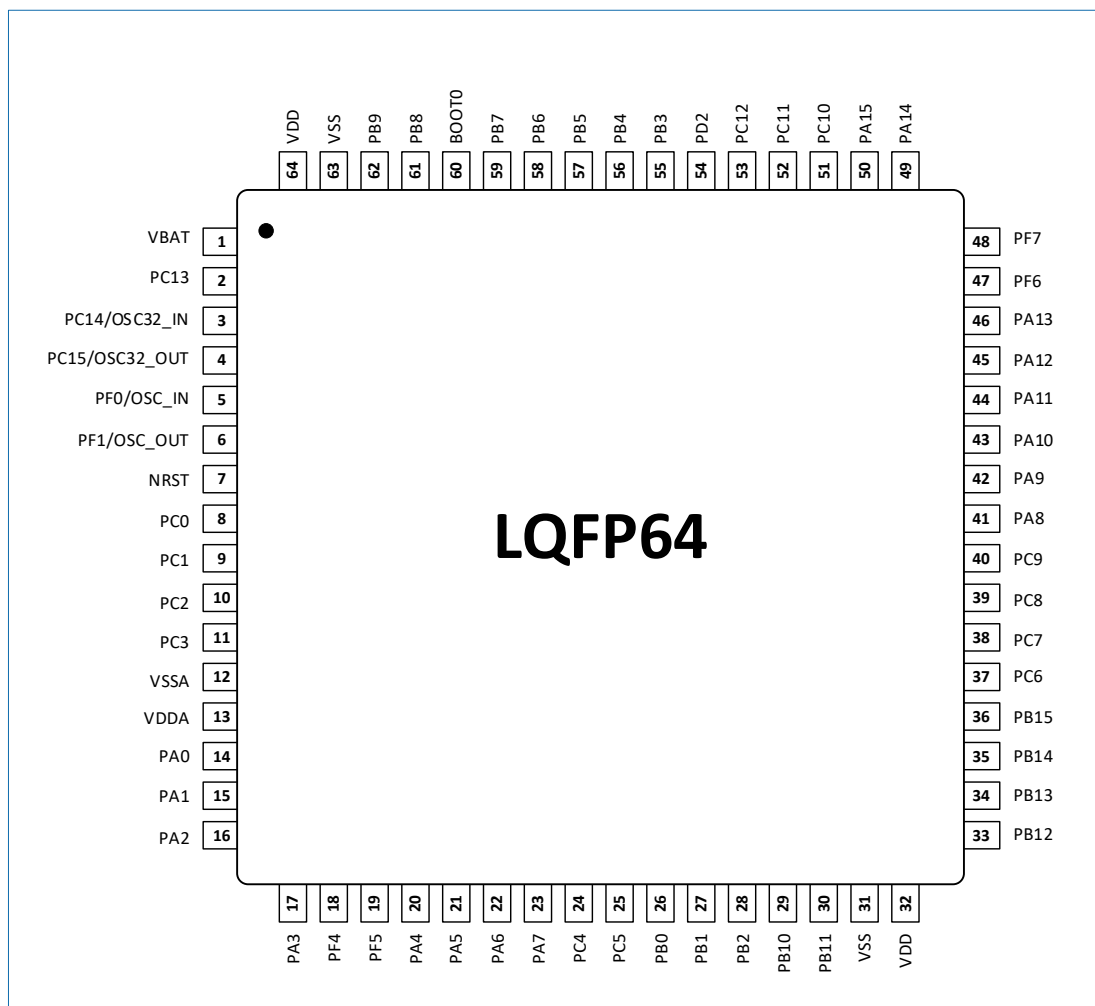 VDD
VSS
PB9
PB8
BOOT0
PB7
PB6
PB5
PB4
PB3
PD2
PC12
PC11
PC10
PA15
PA14
64
63
62
61
60
59
58
57
56
55
54
53
52
51
50
49
VBAT 1
PC13 2
PC14/OSC32_IN 3
PC15/OSC32_OUT 4
PF0/OSC_IN 5
PF1/OSC_OUT 6
NRST 7
PC0 8
PC1 9
PC2 10
PC3 11
VSSA 12
VDDA 13
PA0 14
PA1 15
PA2 16
LQFP64
48 PF7
47 PF6
46 PA13
45 PA12
44 PA11
43 PA10
42 PA9
41 PA8
40 PC9
39 PC8
38 PC7
37 PC6
36 PB15
35 PB14
34 PB13
33 PB12
17
18
19
20
21
22
23
24
25
26
27
28
29
30
31
32
PA3
PF4
PF5
PA4
PA5
PA6
PA7
PC4
PC5
PB0
PB1
PB2
PB10
PB11
VSS
VDD